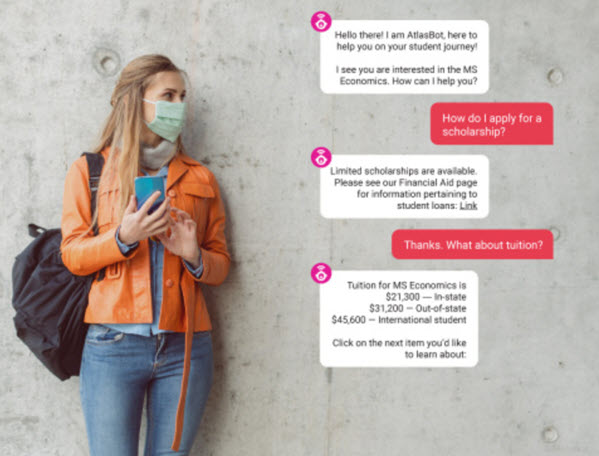 Hello there! I am AtlasBot, here to
help you on your student journey!
I see you are interested in the MS
Economics. How can I help you?
How do I apply for a
scholarship?
Limited scholarships are available.
Please see our Financial Aid page
for information pertaining to
student loans: Link
Thanks. What about tuition?
Tuition for MS Economics is
$21,300 — In-state
$31,200 – Out-of-state
$45,600 – International student
Click on the next item you'd like
to learn about: